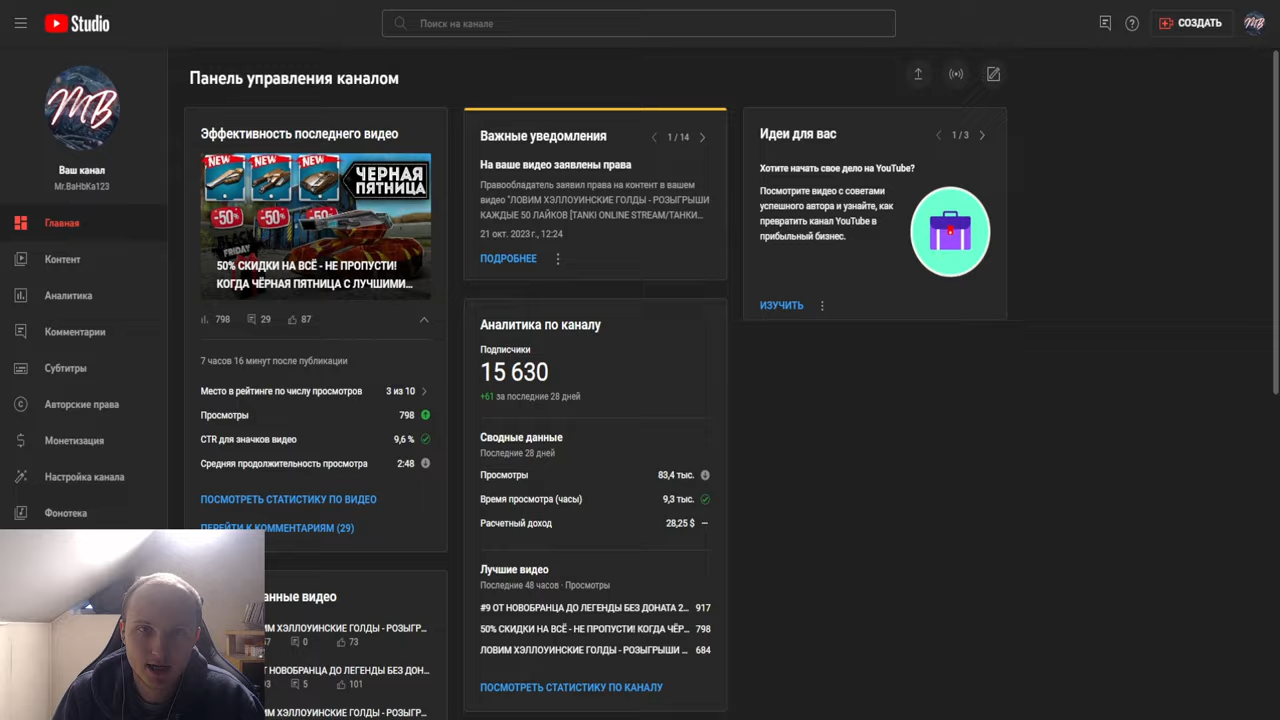 Studio
Поиск на канале
СОЗДАТЬ
MB
MB
Ваш канал
Mr.BaHbKa123
Главная
Контент
Аналитика
Комментарии
Субтитры
Авторские права
Монетизация
Настройка канала
Фонотека
Панель управления каналом
Эффективность последнего видео
NEW NEW NEW
ЧЕРНАЯ
ПЯТНИЦА
-50% -50% -50%
BLACK
FRIDAY
50% СКИДКИ НА ВСЁ - НЕ ПРОПУСТИ!
КОГДА ЧЁРНАЯ ПЯТНИЦА С ЛУЧШИМИ...
798 29 87
7 часов 16 минут после публикации
Место в рейтинге по числу просмотров 3 из 10
Просмотры 798
CTR для значков видео 9,6 %
Средняя продолжительность просмотра 2:48
ПОСМОТРЕТЬ СТАТИСТИКУ ПО ВИДЕО
ПЕРЕЙТИ К КОММЕНТАРИЯМ (29)
анные видео
ИМ ХЭЛЛОУИНСКИЕ ГОЛДЫ - РОЗЫГР...
57 0 73
ОТ НОВОБРАНЦА ДО ЛЕГЕНДЫ БЕЗ ДОН...
93 5 101
ИМ ХЭЛЛОУИНСКИЕ ГОЛДЫ - РОЗЫГР...
Важные уведомления 1 / 14
На ваше видео заявлены права
Правообладатель заявил права на контент в вашем
видео "ЛОВИМ ХЭЛЛОУИНСКИЕ ГОЛДЫ - РОЗЫГРЫШИ
КАЖДЫЕ 50 ЛАЙКОВ [TANKI ONLINE STREAM/ТАНКИ...
21 окт. 2023 г., 12:24
ПОДРОБНЕЕ
Аналитика по каналу
Подписчики
15 630
+61 за последние 28 дней
Сводные данные
Последние 28 дней
Просмотры 83,4 тыс.
Время просмотра (часы) 9,3 тыс.
Расчетный доход 28,25 $ —
Лучшие видео
Последние 48 часов · Просмотры
#9 ОТ НОВОБРАНЦА ДО ЛЕГЕНДЫ БЕЗ ДОНАТА 2... 917
50% СКИДКИ НА ВСЁ - НЕ ПРОПУСТИ! КОГДА ЧЁР... 798
ЛОВИМ ХЭЛЛОУИНСКИЕ ГОЛДЫ - РОЗЫГРЫШИ ... 684
ПОСМОТРЕТЬ СТАТИСТИКУ ПО КАНАЛУ
Идеи для вас 1 / 3
Хотите начать свое дело на YouTube?
Посмотрите видео с советами
успешного автора и узнайте, как
превратить канал YouTube в
прибыльный бизнес.
ИЗУЧИТЬ